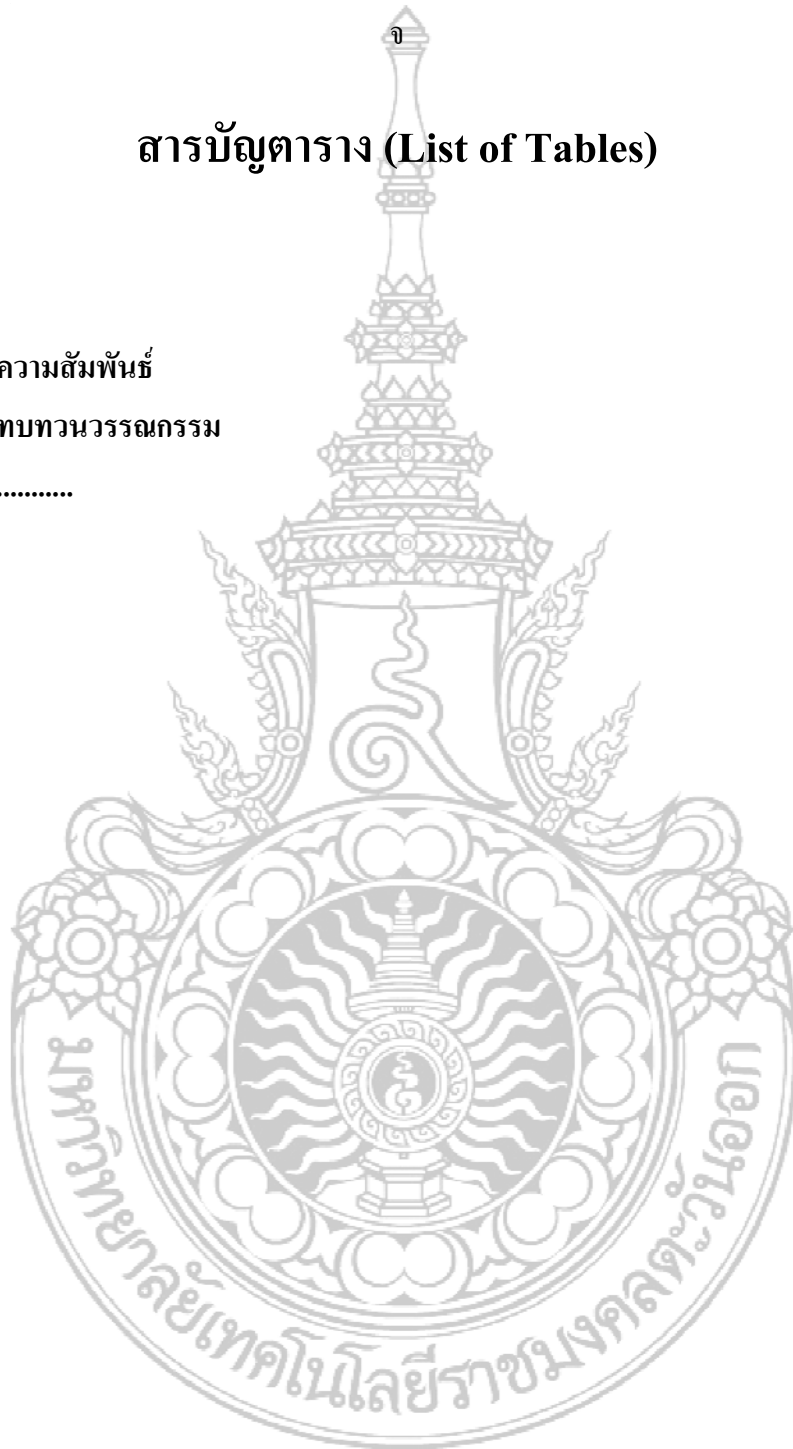 จ
สารบัญตาราง (List of Tables)
ความสัมพันธ์
ทบทวนวรรณกรรม
...........
มหาวิทยาลัยเทคโนโลยีราชมงคลตะวันออก